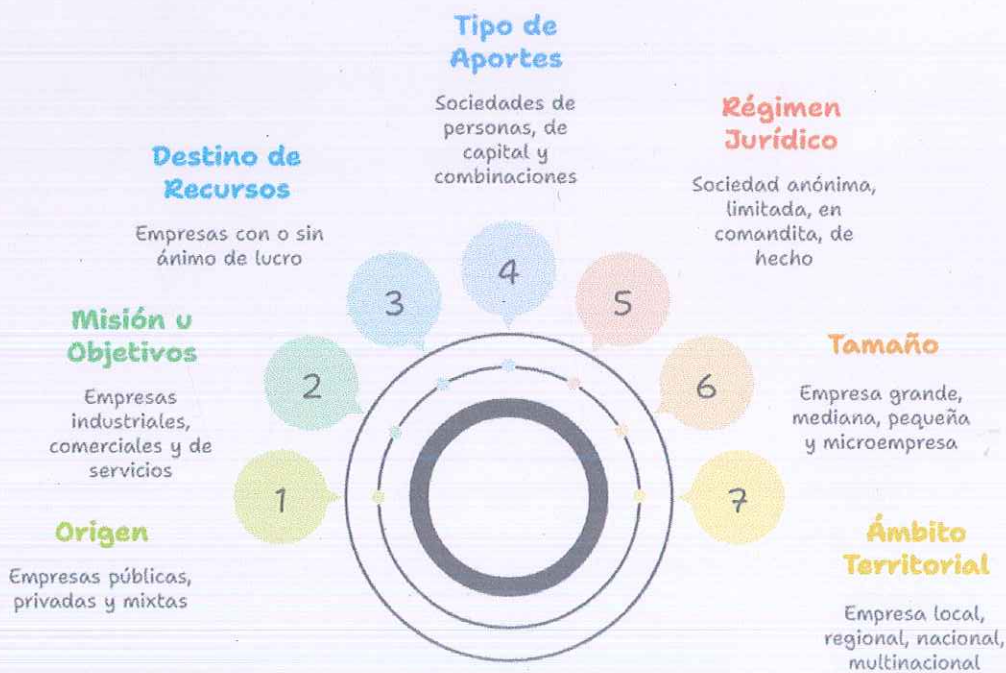 Tipo de
Aportes
Sociedades de
personas, de
capital y
combinaciones
Régimen
Jurídico
Sociedad anónima,
limitada, en
comandita, de
hecho
Destino de
Recursos
Empresas con o sin
ánimo de lucro
Misión u
Objetivos
Empresas
industriales,
comerciales y de
servicios
Tamaño
Empresa grande,
mediana, pequeña
y microempresa
Origen
Empresas públicas,
privadas y mixtas
Ámbito
Territorial
Empresa local,
regional, nacional,
multinacional
1
2
3
4
5
6
7